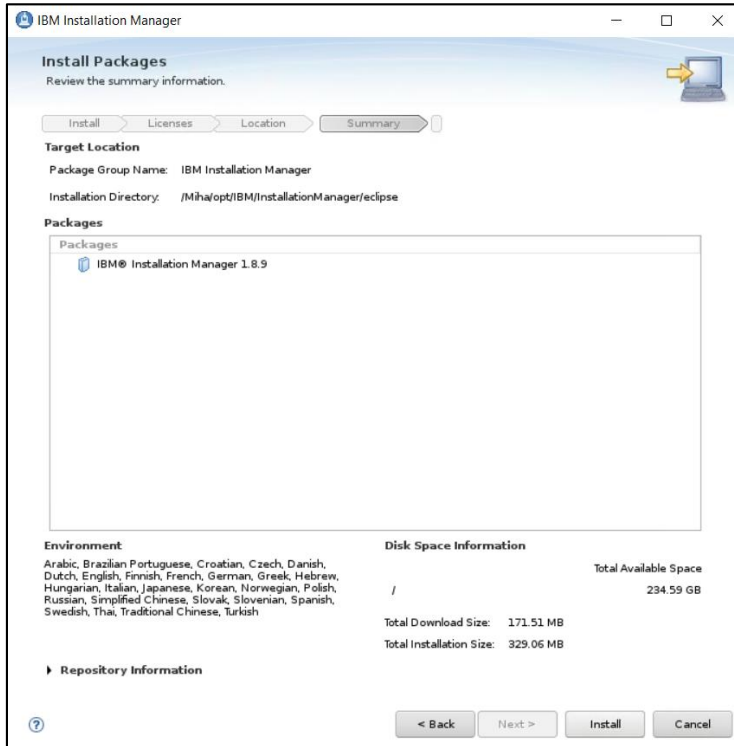 IBM Installation Manager
Install Packages
Review the summary information.
Install
Licenses
Location
Summary
Target Location
Package Group Name: IBM Installation Manager
Installation Directory: /Miha/opt/IBM/InstallationManager/eclipse
Packages
Packages
IBM® Installation Manager 1.8.9
Environment
Arabic, Brazilian Portuguese, Croatian, Czech, Danish,
Dutch, English, Finnish, French, German, Greek, Hebrew,
Hungarian, Italian, Japanese, Korean, Norwegian, Polish,
Russian, Simplified Chinese, Slovak, Slovenian, Spanish,
Swedish, Thai, Traditional Chinese, Turkish
Disk Space Information
Total Available Space
/ 234.59 GB
Total Download Size: 171.51 MB
Total Installation Size: 329.06 MB
Repository Information
?
< Back
Next >
Install
Cancel